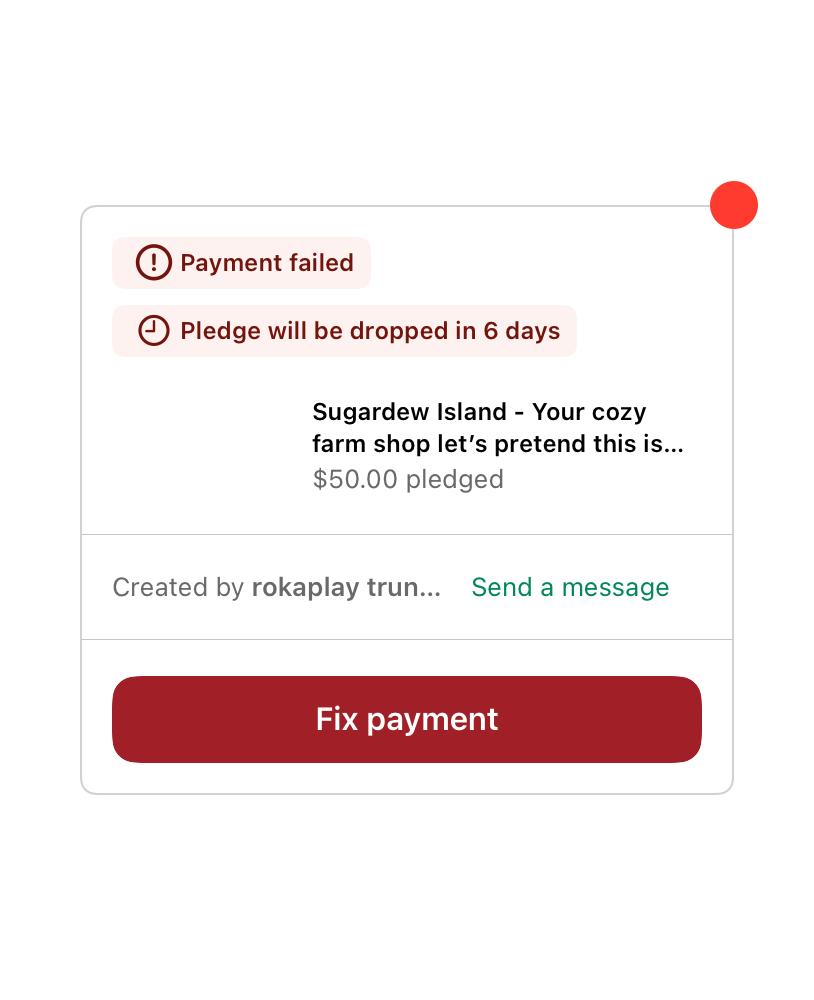 Payment failed
Pledge will be dropped in 6 days
Sugardew Island - Your cozy
farm shop let’s pretend this is...
$50.00 pledged
Created by rokaplay trun... Send a message
Fix payment